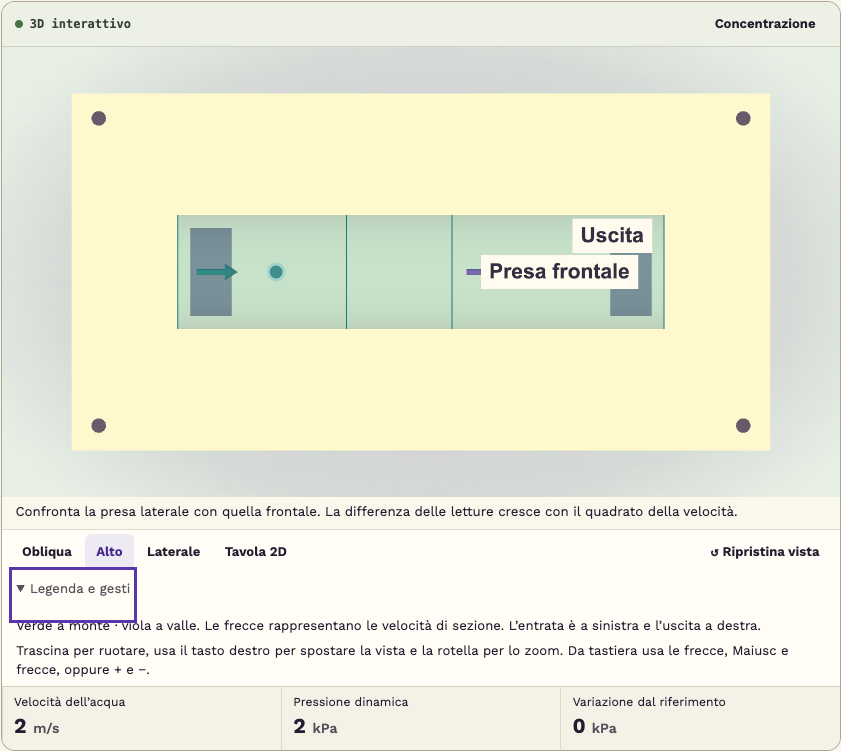 3D interattivo
Concentrazione
Uscita
Presa frontale
Confronta la presa laterale con quella frontale. La differenza delle letture cresce con il quadrato della velocità.
Obliqua Alto Laterale Tavola 2D ↺ Ripristina vista
▼ Legenda e gesti
Verde a monte · viola a valle. Le frecce rappresentano le velocità di sezione. L’entrata è a sinistra e l’uscita a destra.
Trascina per ruotare, usa il tasto destro per spostare la vista e la rotella per lo zoom. Da tastiera usa le frecce, Maiusc e
frecce, oppure + e −.
Velocità dell’acqua
2 m/s
Pressione dinamica
2 kPa
Variazione dal riferimento
0 kPa